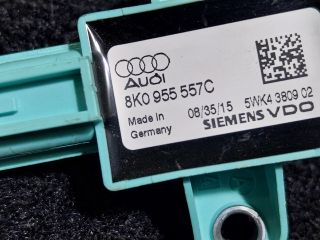 Audi
8K0 955 557C
Made in
Germany
08/35/15 5WK4 3809 02
SIEMENS VDO